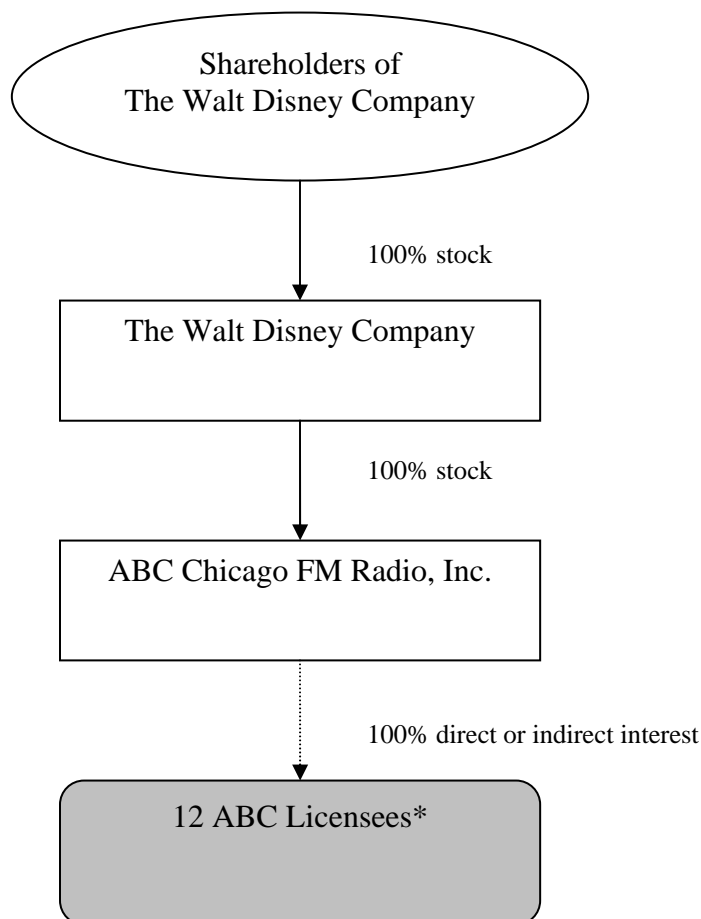 Shareholders of
The Walt Disney Company
100% stock
The Walt Disney Company
100% stock
ABC Chicago FM Radio, Inc.
100% direct or indirect interest
12 ABC Licensees*